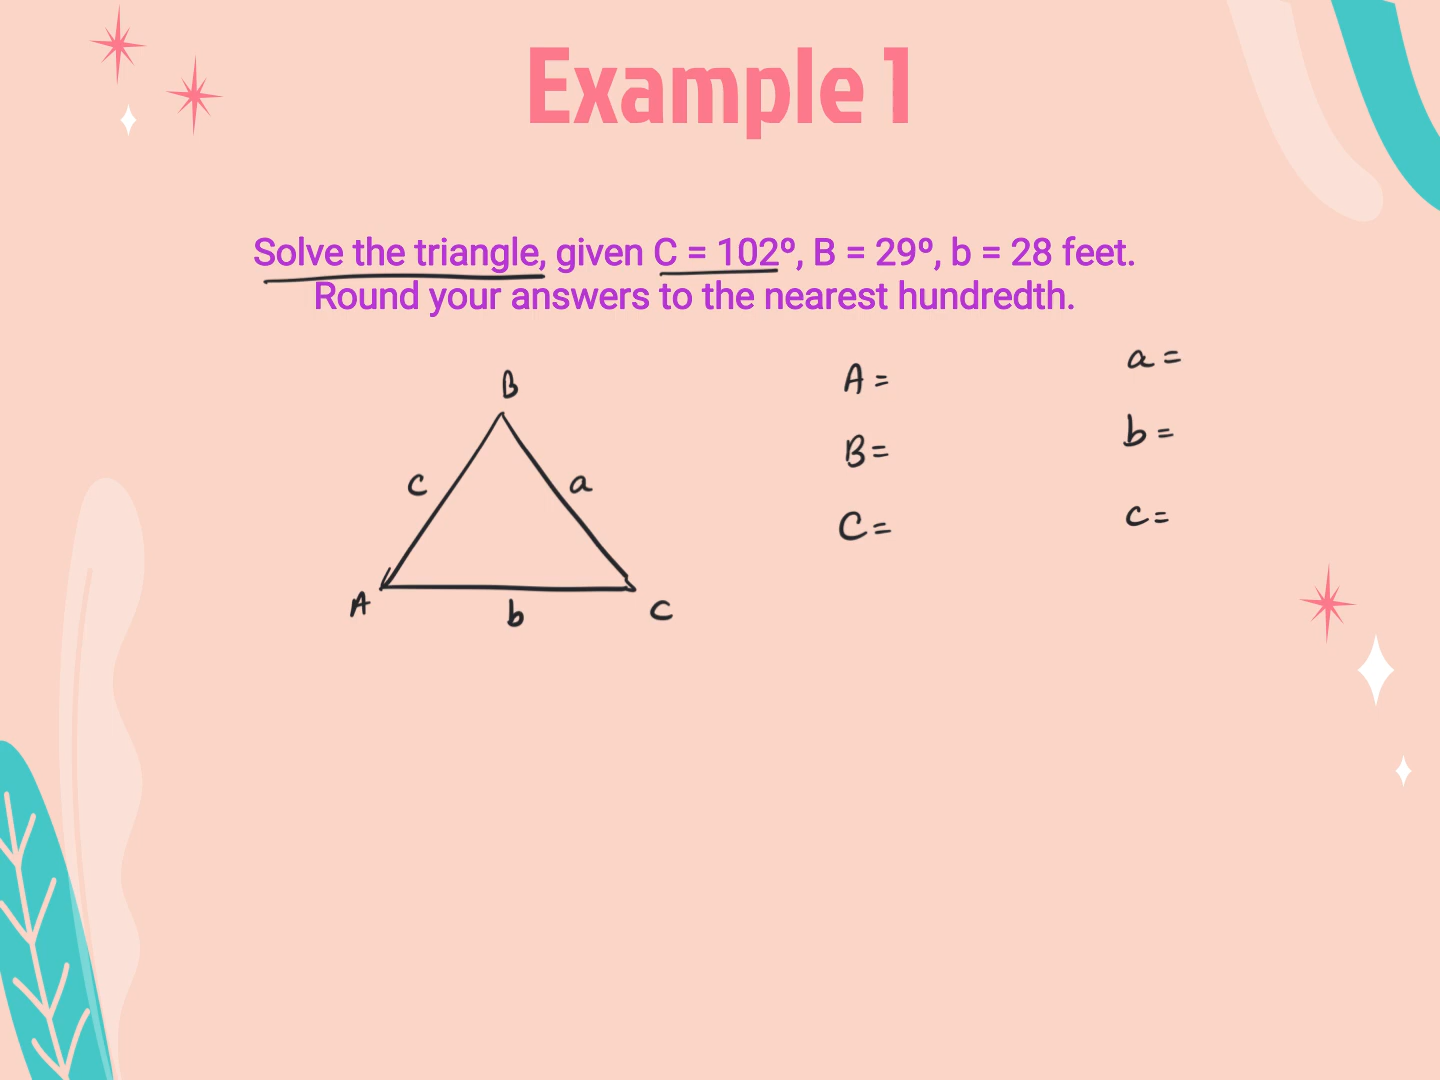 Example 1
Solve the triangle, given C = 102º, B = 29º, b = 28 feet.
Round your answers to the nearest hundredth.
B
c
a
A
b
C
A =
B =
C =
a =
b =
c =